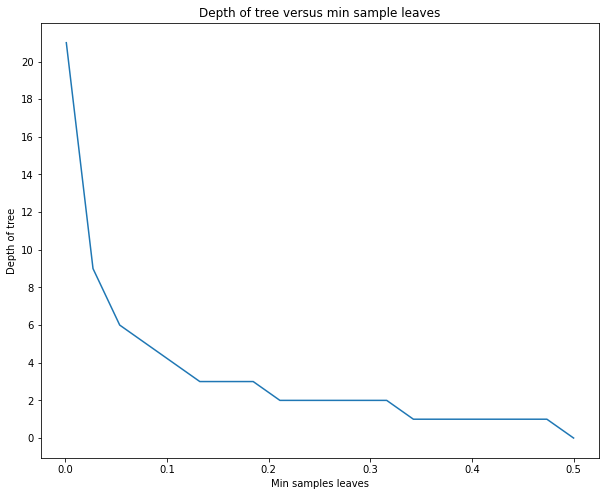 Depth of tree versus min sample leaves
20
18
16
14
12
10
8
6
4
2
0
Depth of tree
0.0 0.1 0.2 0.3 0.4 0.5
Min samples leaves